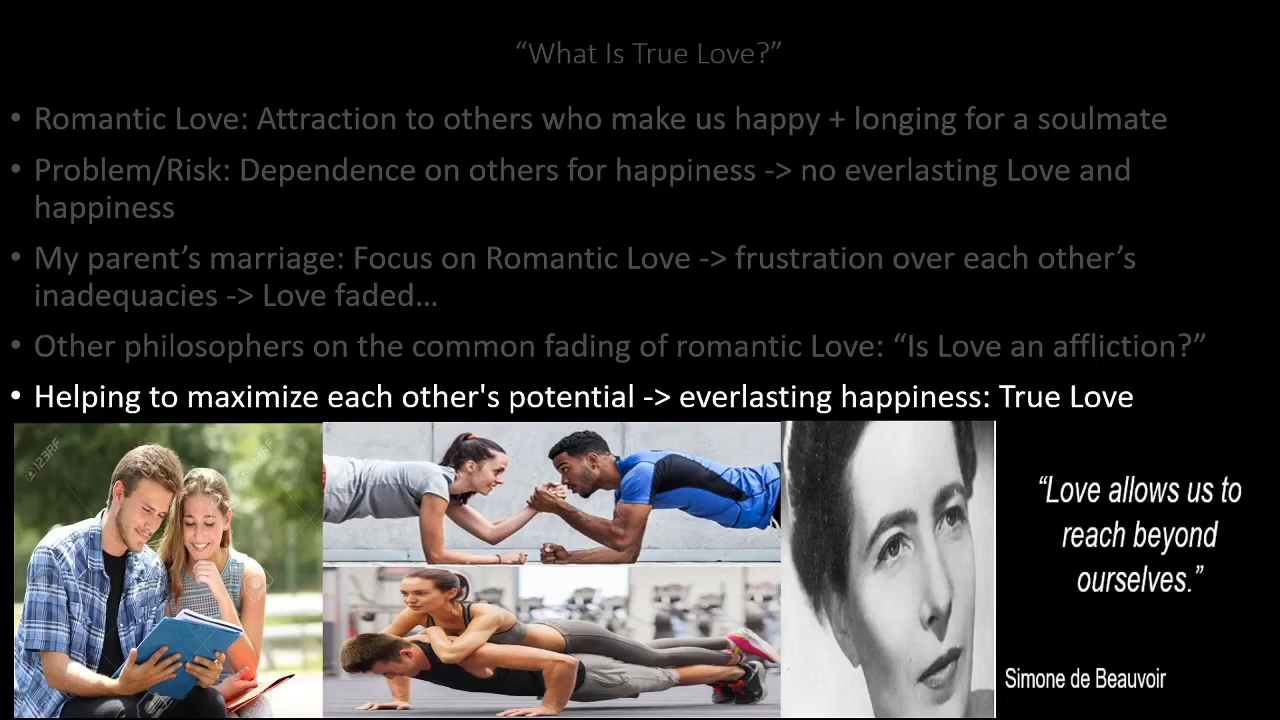 “What Is True Love?”
• Romantic Love: Attraction to others who make us happy + longing for a soulmate
• Problem/Risk: Dependence on others for happiness -> no everlasting Love and
happiness
• My parent’s marriage: Focus on Romantic Love -> frustration over each other’s
inadequacies -> Love faded…
• Other philosophers on the common fading of romantic Love: “Is Love an affliction?”
• Helping to maximize each other's potential -> everlasting happiness: True Love
123RF
123RF
“Love allows us to
reach beyond
ourselves.”
Simone de Beauvoir